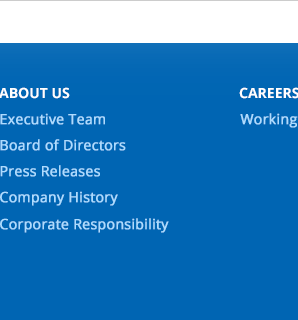 ABOUT US
Executive Team
Board of Directors
Press Releases
Company History
Corporate Responsibility
CAREERS
Working